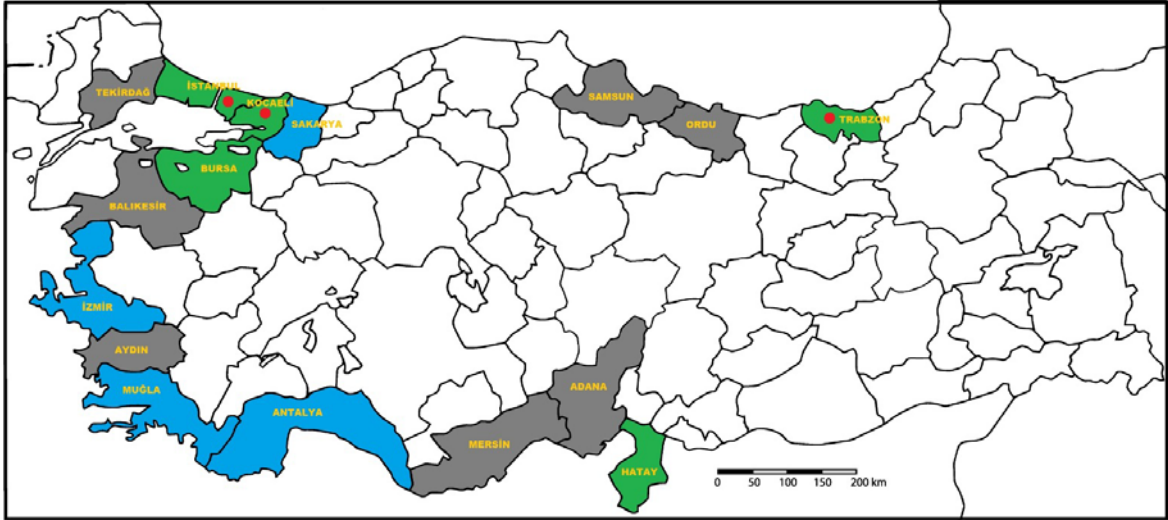 İSTANBUL
TEKİRDAĞ
KOCAELİ
SAKARYA
SAMSUN
ORDU
TRABZON
BURSA
BALIKESİR
İZMİR
AYDIN
MUĞLA
ANTALYA
ADANA
MERSİN
HATAY
0 50 100 150 200 km